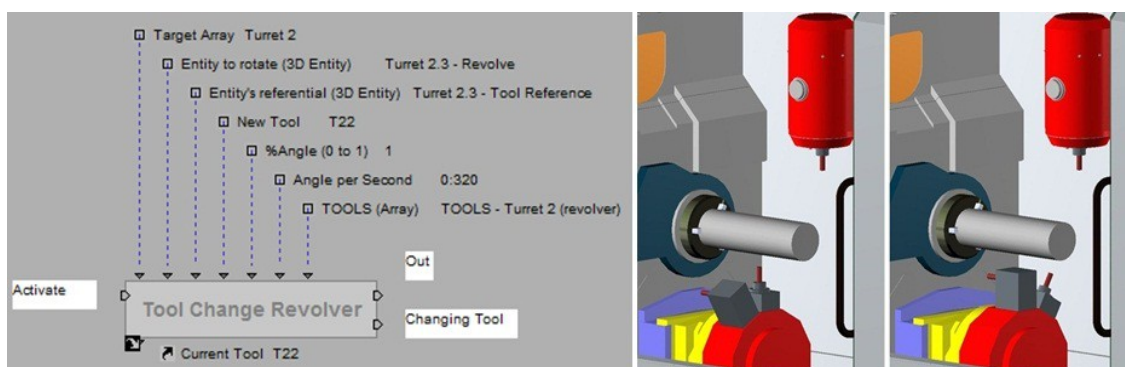 Target Array Turret 2
Entity to rotate (3D Entity) Turret 2.3 - Revolve
Entity's referential (3D Entity) Turret 2.3 - Tool Reference
New Tool T22
%Angle (0 to 1) 1
Angle per Second 0:320
TOOLS (Array) TOOLS - Turret 2 (revolver)
Out
Activate
Tool Change Revolver
Changing Tool
Current Tool T22